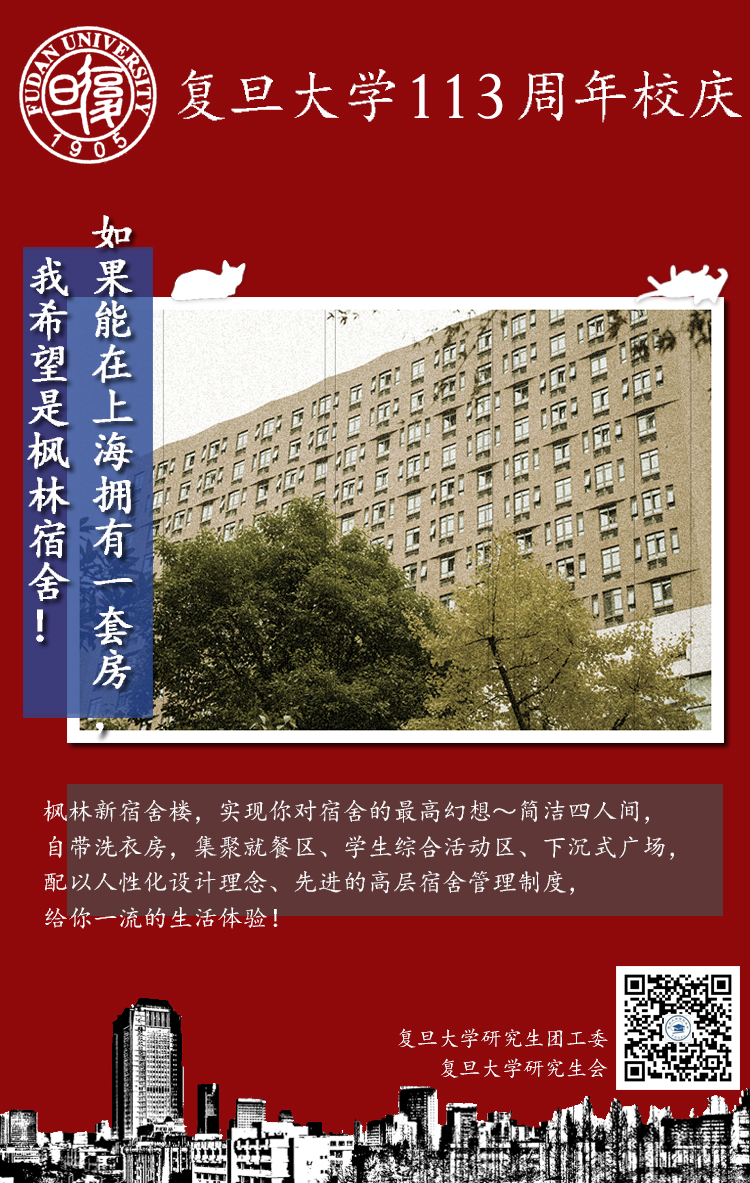 FUDAN UNIVERSITY
復旦
1905
复旦大学113周年校庆
如果能在上海拥有一套房，
我希望是枫林宿舍！
枫林新宿舍楼，实现你对宿舍的最高幻想～简洁四人间，
自带洗衣房，集聚就餐区、学生综合活动区、下沉式广场，
配以人性化设计理念、先进的高层宿舍管理制度，
给你一流的生活体验！
复旦大学研究生团工委
复旦大学研究生会